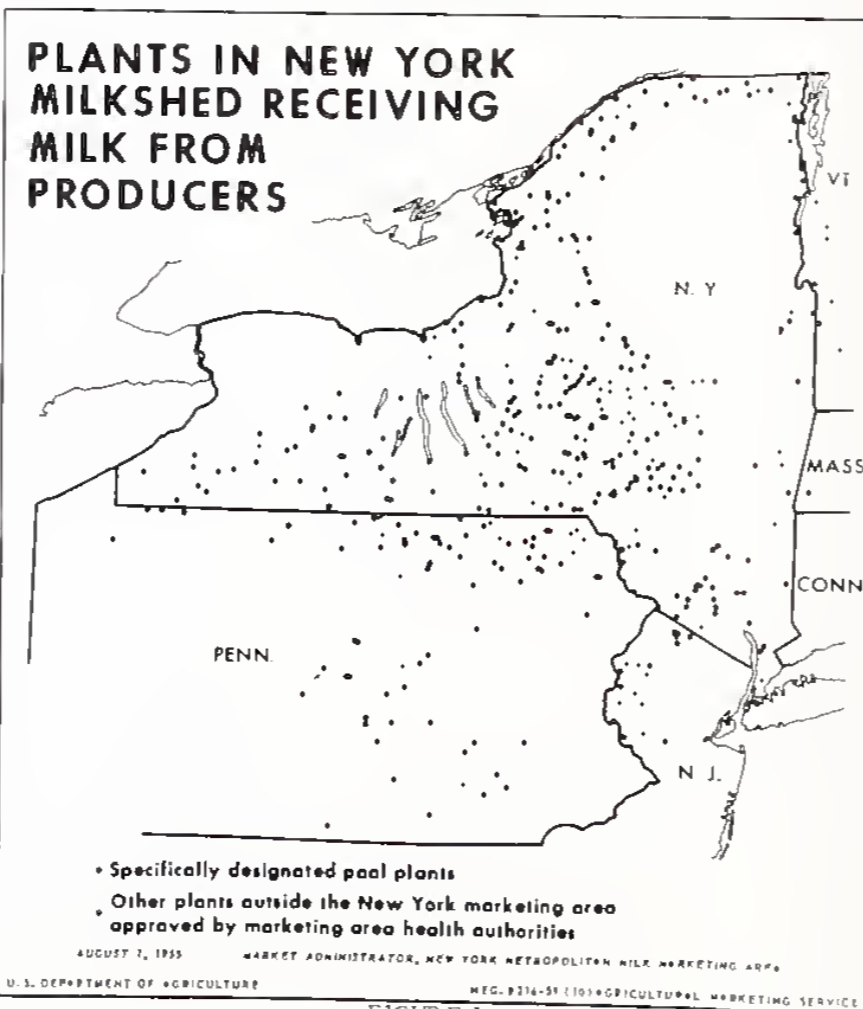 PLANTS IN NEW YORK
MILKSHED RECEIVING
MILK FROM
PRODUCERS
VT
N. Y
MASS
CONN
PENN.
N J.
• Specifically designated pool plants
• Other plants outside the New York marketing area
approved by marketing area health authorities
AUGUST 7, 1955 MARKET ADMINISTRATOR, NEW YORK METROPOLITAN MILK MARKETING AREA
U. S. DEPARTMENT OF AGRICULTURE NEG. AGRICULTURAL MARKETING SERVICE